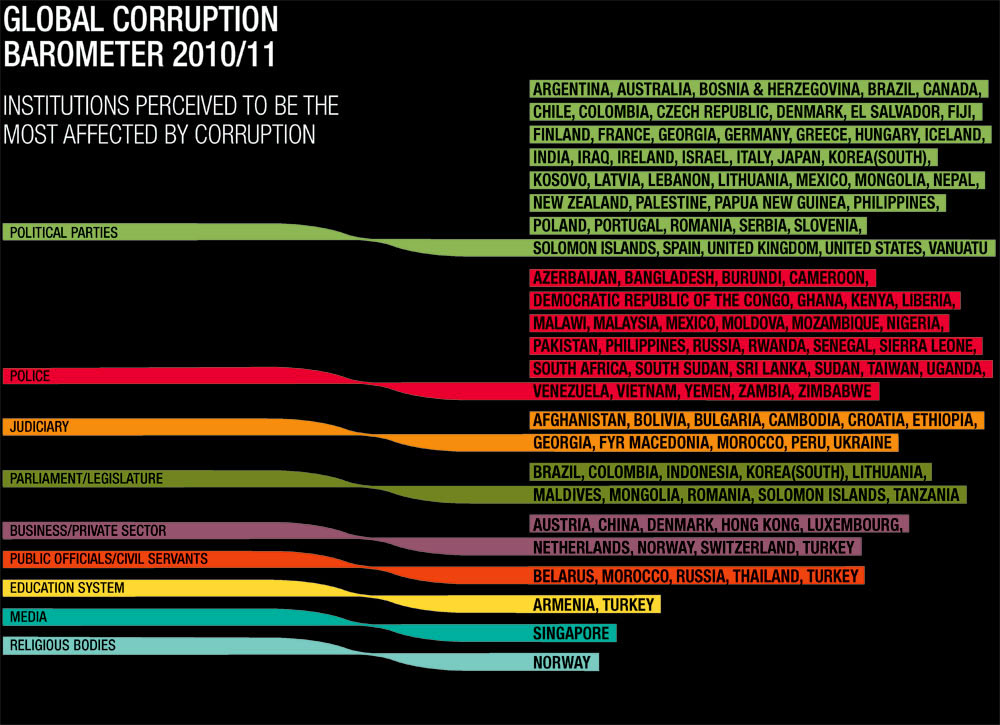 GLOBAL CORRUPTION
BAROMETER 2010/11
INSTITUTIONS PERCEIVED TO BE THE
MOST AFFECTED BY CORRUPTION
POLITICAL PARTIES
ARGENTINA, AUSTRALIA, BOSNIA & HERZEGOVINA, BRAZIL, CANADA,
CHILE, COLOMBIA, CZECH REPUBLIC, DENMARK, EL SALVADOR, FIJI,
FINLAND, FRANCE, GEORGIA, GERMANY, GREECE, HUNGARY, ICELAND,
INDIA, IRAQ, IRELAND, ISRAEL, ITALY, JAPAN, KOREA(SOUTH),
KOSOVO, LATVIA, LEBANON, LITHUANIA, MEXICO, MONGOLIA, NEPAL,
NEW ZEALAND, PALESTINE, PAPUA NEW GUINEA, PHILIPPINES,
POLAND, PORTUGAL, ROMANIA, SERBIA, SLOVENIA,
SOLOMON ISLANDS, SPAIN, UNITED KINGDOM, UNITED STATES, VANUATU
POLICE
AZERBAIJAN, BANGLADESH, BURUNDI, CAMEROON,
DEMOCRATIC REPUBLIC OF THE CONGO, GHANA, KENYA, LIBERIA,
MALAWI, MALAYSIA, MEXICO, MOLDOVA, MOZAMBIQUE, NIGERIA,
PAKISTAN, PHILIPPINES, RUSSIA, RWANDA, SENEGAL, SIERRA LEONE,
SOUTH AFRICA, SOUTH SUDAN, SRI LANKA, SUDAN, TAIWAN, UGANDA,
VENEZUELA, VIETNAM, YEMEN, ZAMBIA, ZIMBABWE
JUDICIARY
AFGHANISTAN, BOLIVIA, BULGARIA, CAMBODIA, CROATIA, ETHIOPIA,
GEORGIA, FYR MACEDONIA, MOROCCO, PERU, UKRAINE
PARLIAMENT/LEGISLATURE
BRAZIL, COLOMBIA, INDONESIA, KOREA(SOUTH), LITHUANIA,
MALDIVES, MONGOLIA, ROMANIA, SOLOMON ISLANDS, TANZANIA
BUSINESS/PRIVATE SECTOR
AUSTRIA, CHINA, DENMARK, HONG KONG, LUXEMBOURG,
NETHERLANDS, NORWAY, SWITZERLAND, TURKEY
PUBLIC OFFICIALS/CIVIL SERVANTS
BELARUS, MOROCCO, RUSSIA, THAILAND, TURKEY
EDUCATION SYSTEM
ARMENIA, TURKEY
MEDIA
SINGAPORE
RELIGIOUS BODIES
NORWAY